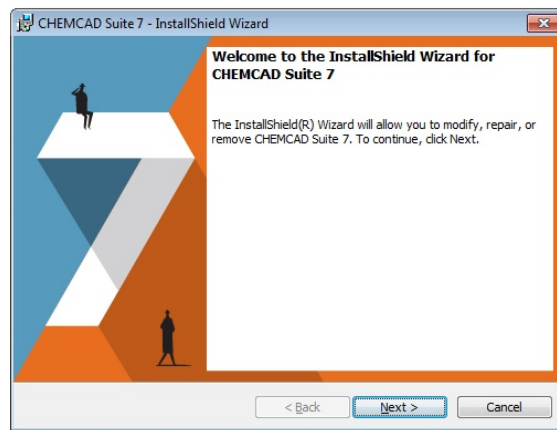 CHEMCAD Suite 7 - InstallShield Wizard
Welcome to the InstallShield Wizard for
CHEMCAD Suite 7
The InstallShield(R) Wizard will allow you to modify, repair, or
remove CHEMCAD Suite 7. To continue, click Next.
< Back
Next >
Cancel